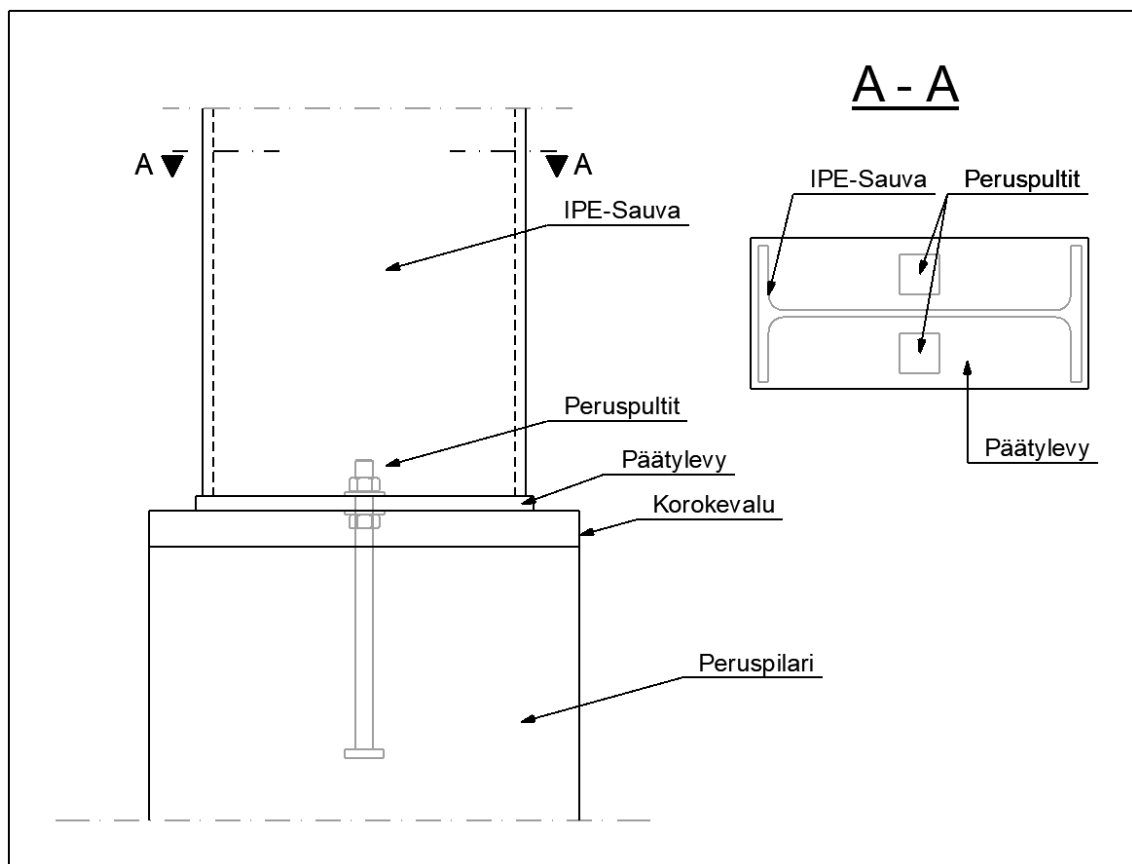 A - A
A
A
IPE-Sauva
Peruspultit
IPE-Sauva
Peruspultit
Päätylevy
Päätylevy
Korokevalu
Peruspilari